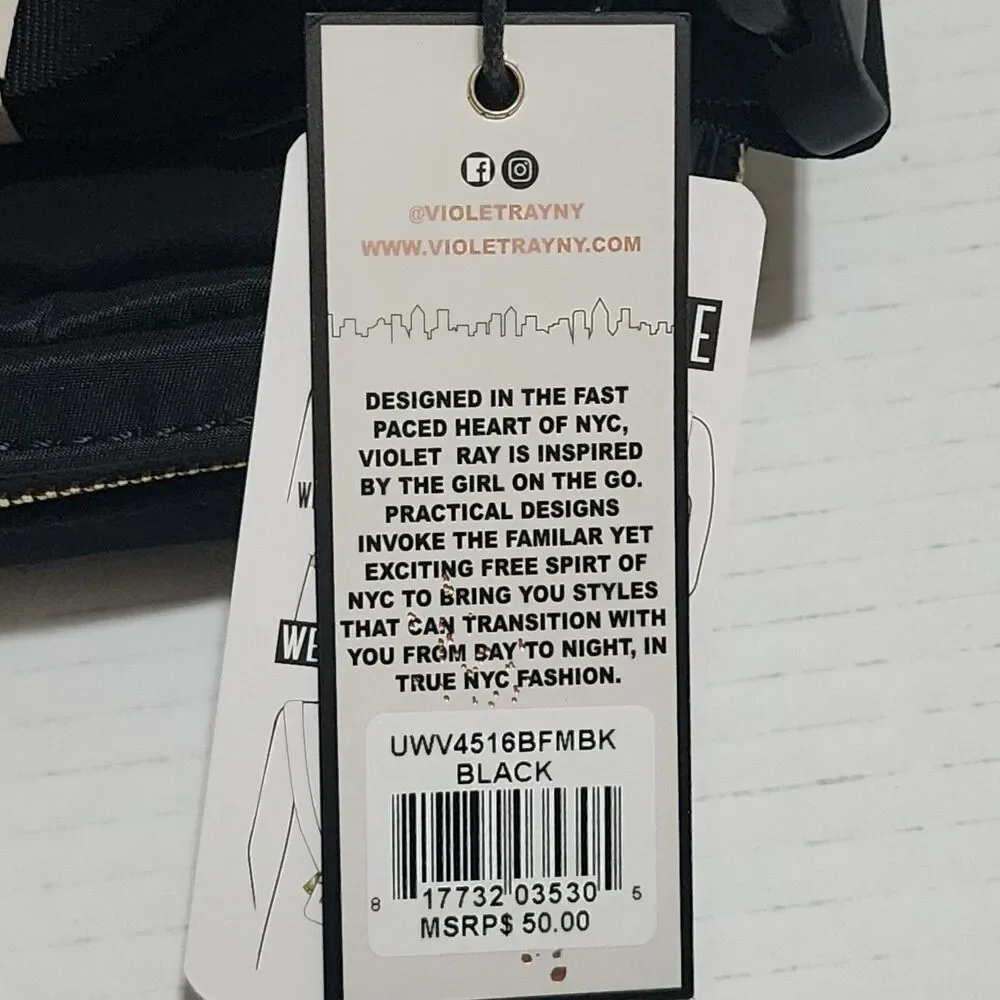 @VIOLETRAYNY
WWW.VIOLETRAYNY.COM
E
DESIGNED IN THE FAST
PACED HEART OF NYC,
VIOLET RAY IS INSPIRED
BY THE GIRL ON THE GO.
PRACTICAL DESIGNS
INVOKE THE FAMILAR YET
EXCITING FREE SPIRT OF
NYC TO BRING YOU STYLES
THAT CAN TRANSITION WITH
YOU FROM DAY TO NIGHT, IN
TRUE NYC FASHION.
W
WE
UWV4516BFMBK
BLACK
8 17732 03530 5
MSRP$ 50.00